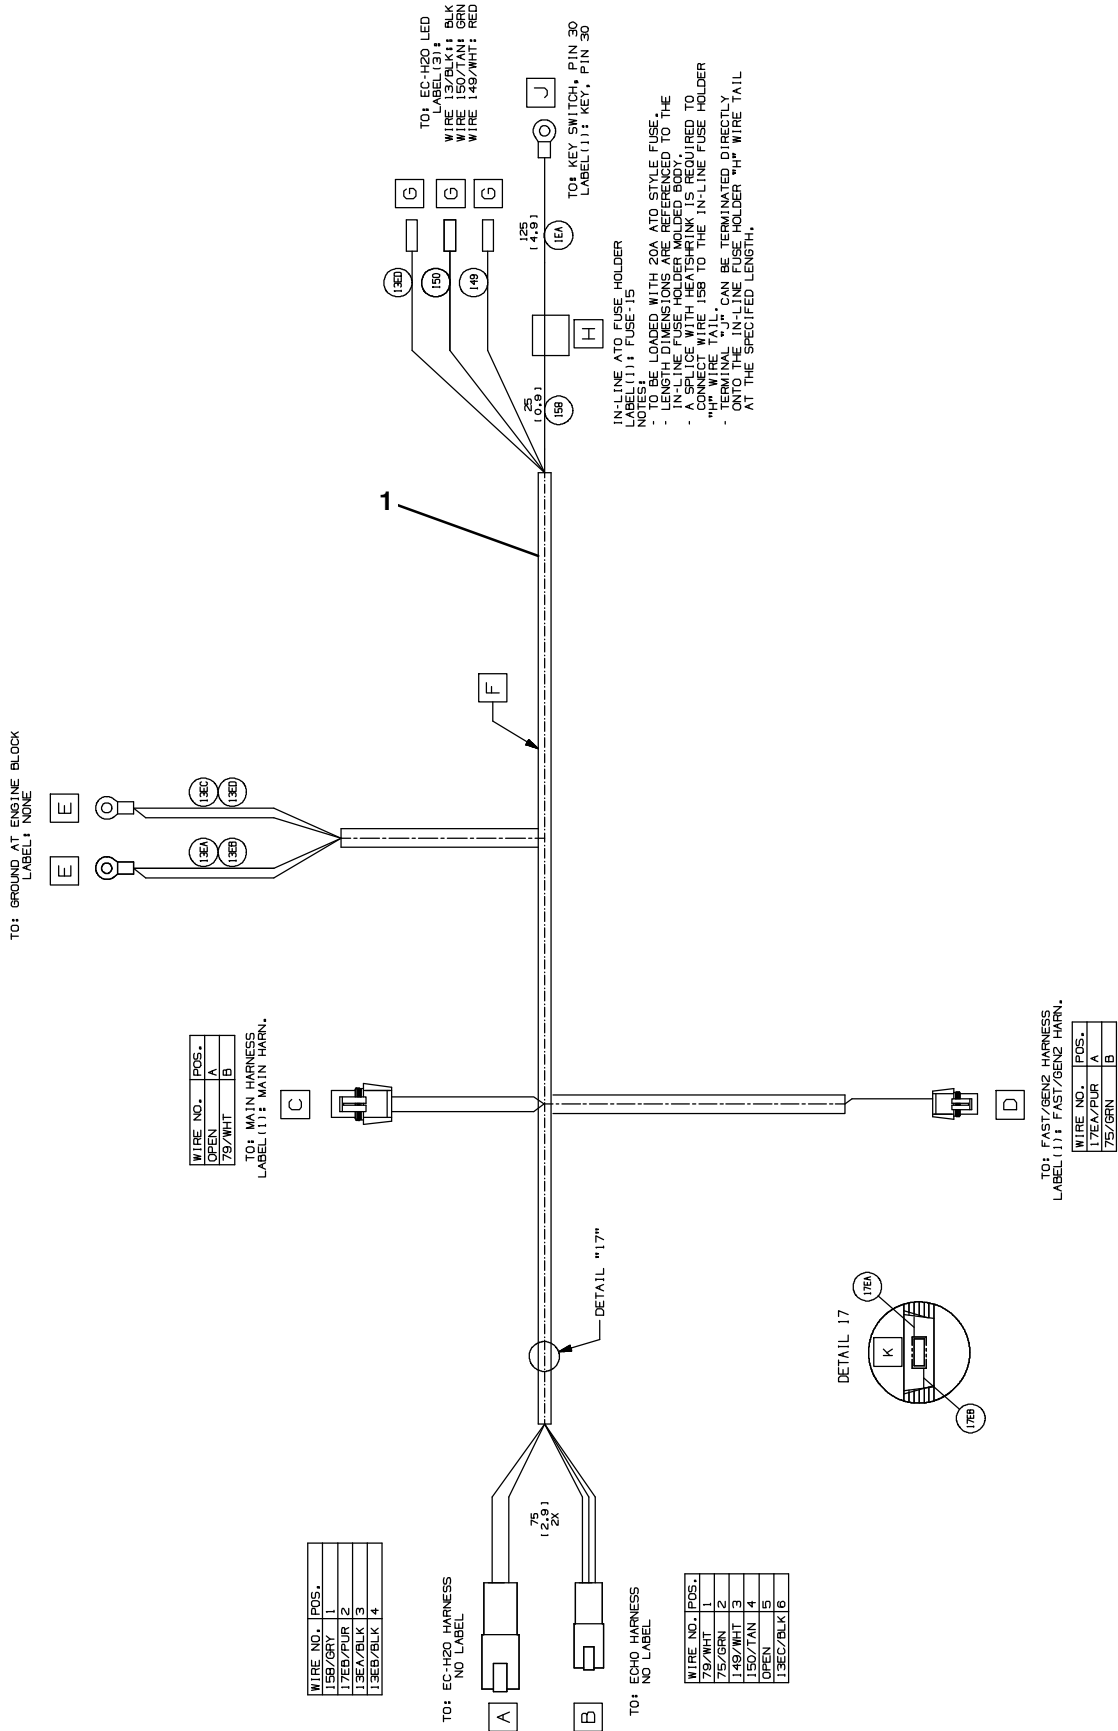 TO: GROUND AT ENGINE BLOCK
LABEL: NONE
E
E
13EC
13ED
13EA
13EB
TO: EC-H2O LED
LABEL(3):
WIRE 13/BLK:: BLK
WIRE 150/TAN: GRN
WIRE 149/WHT: RED
G
G
G
13ED
150
149
J
TO: KEY SWITCH, PIN 30
LABEL(1): KEY, PIN 30
125
[4.9]
1EA
H
25
[0.9]
158
IN-LINE ATO FUSE HOLDER
LABEL(1): FUSE-15
NOTES:
- TO BE LOADED WITH 20A ATO STYLE FUSE.
- LENGTH DIMENSIONS ARE REFERENCED TO THE
IN-LINE FUSE HOLDER MOLDED BODY.
- A SPLICE WITH HEATSHRINK IS REQUIRED TO
CONNECT WIRE 158 TO THE IN-LINE FUSE HOLDER
"H" WIRE TAIL.
- TERMINAL "J" CAN BE TERMINATED DIRECTLY
ONTO THE IN-LINE FUSE HOLDER "H" WIRE TAIL
AT THE SPECIFED LENGTH.
1
F
WIRE NO. POS.
OPEN A
79/WHT B
TO: MAIN HARNESS
LABEL(1): MAIN HARN.
C
D
TO: FAST/GEN2 HARNESS
LABEL(1): FAST/GEN2 HARN.
WIRE NO. POS.
17EA/PUR A
75/GRN B
DETAIL "17"
DETAIL 17
K
17EA
17EB
WIRE NO. POS.
158/GRY 1
17EB/PUR 2
13EA/BLK 3
13EB/BLK 4
75
[2.9]
2X
TO: EC-H2O HARNESS
NO LABEL
A
B
TO: ECHO HARNESS
NO LABEL
WIRE NO. POS.
79/WHT 1
75/GRN 2
149/WHT 3
150/TAN 4
OPEN 5
13EC/BLK 6